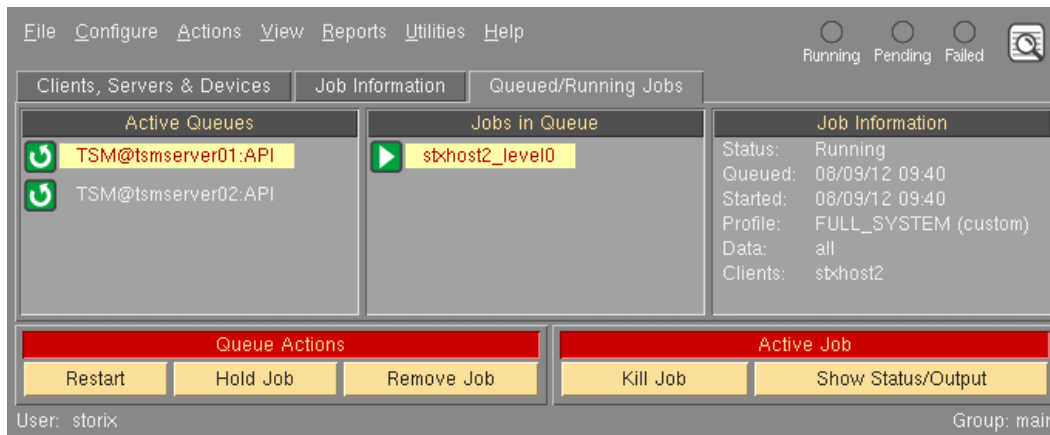 File Configure Actions View Reports Utilities Help
Running Pending Failed
Clients, Servers & Devices Job Information Queued/Running Jobs
Active Queues Jobs in Queue Job Information
TSM@tsmserver01:API stxhost2_level0 Status: Running
Queued: 08/09/12 09:40
TSM@tsmserver02:API Started: 08/09/12 09:40
Profile: FULL_SYSTEM (custom)
Data: all
Clients: stxhost2
Queue Actions Active Job
Restart Hold Job Remove Job Kill Job Show Status/Output
User: storix Group: main